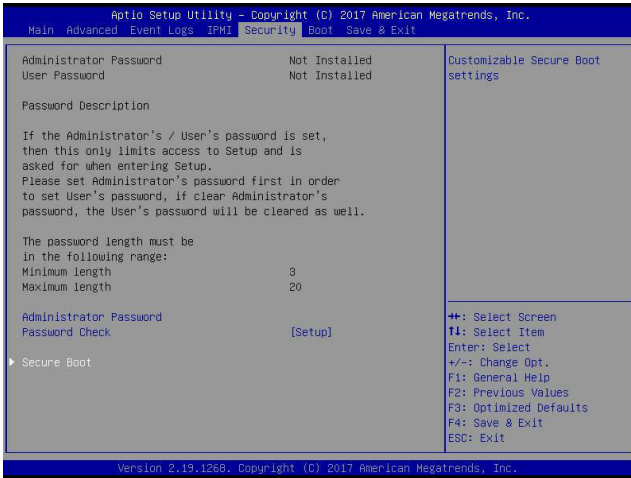 Aptio Setup Utility – Copyright (C) 2017 American Megatrends, Inc.
Main Advanced Event Logs IPMI Security Boot Save & Exit
Administrator Password Not Installed
User Password Not Installed
Password Description
If the Administrator's / User's password is set,
then this only limits access to Setup and is
asked for when entering Setup.
Please set Administrator's password first in order
to set User's password, if clear Administrator's
password, the User's password will be cleared as well.
The password length must be
in the following range:
Minimum length 3
Maximum length 20
Administrator Password
Password Check [Setup]
Secure Boot
Customizable Secure Boot
settings
→←: Select Screen
↑↓: Select Item
Enter: Select
+/-: Change Opt.
F1: General Help
F2: Previous Values
F3: Optimized Defaults
F4: Save & Exit
ESC: Exit
Version 2.19.1268. Copyright (C) 2017 American Megatrends, Inc.